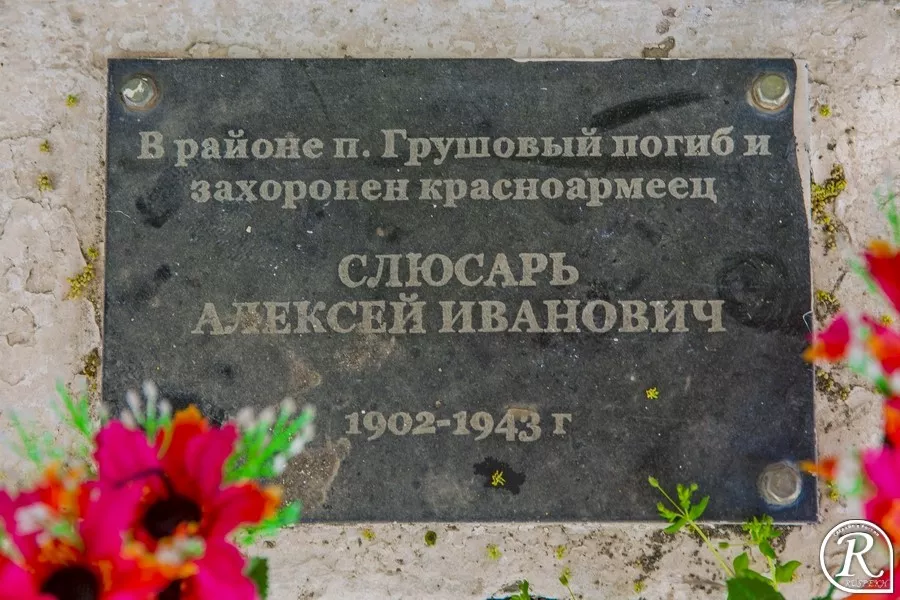 В районе п. Грушовый погиб и
захоронен красноармеец
СЛЮСАРЬ
АЛЕКСЕЙ ИВАНОВИЧ
1902-1943 г
R